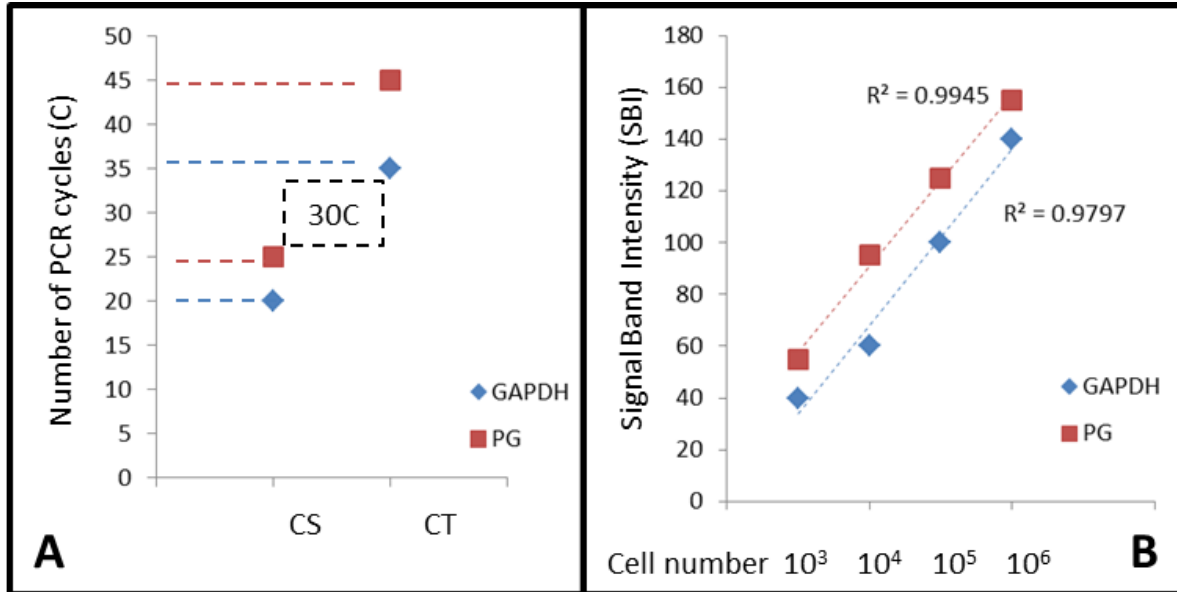 Number of PCR cycles (C)
50
45
40
35
30
25
20
15
10
5
0
30C
GAPDH
PG
CS CT
A
Signal Band Intensity (SBI)
180
160
140
120
100
80
60
40
20
0
R² = 0.9945
R² = 0.9797
GAPDH
PG
Cell number 10³ 10⁴ 10⁵ 10⁶
B